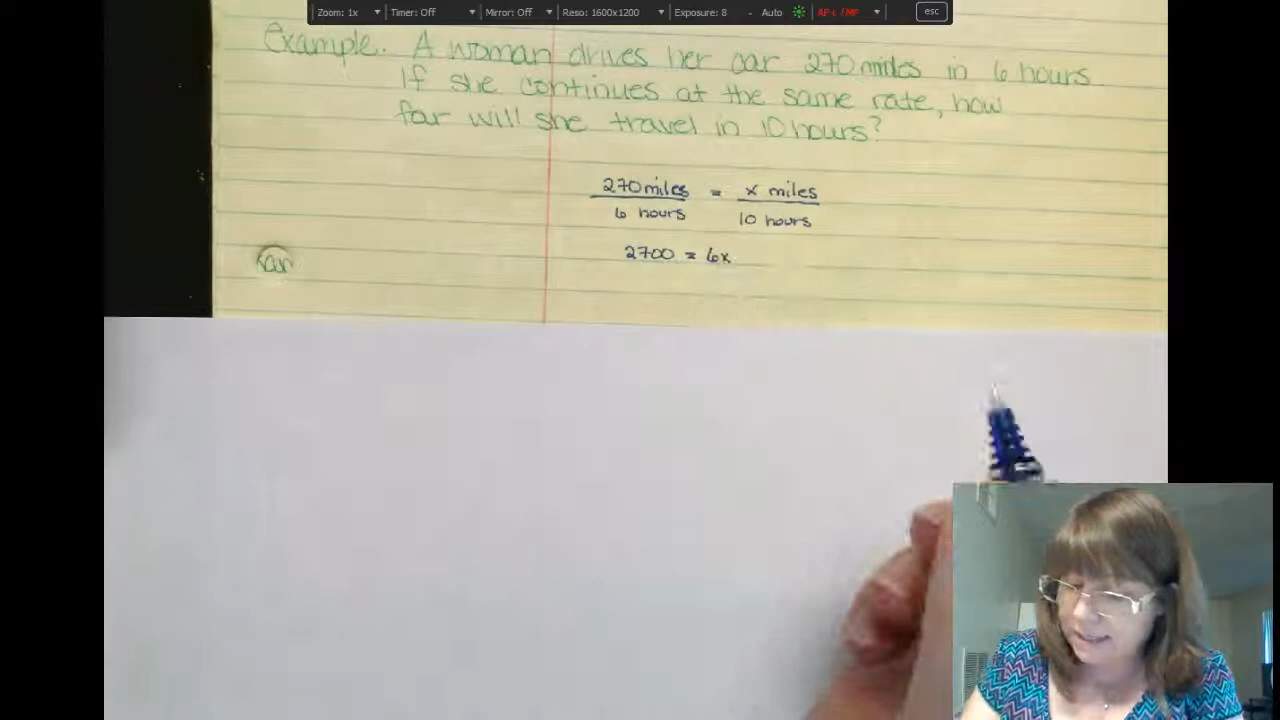 Zoom: 1x Timer: Off Mirror: Off Reso: 1600x1200 Exposure: 8 - Auto AF-C / MF esc
Example. A woman drives her car 270 miles in 6 hours.
If she continues at the same rate, how
far will she travel in 10 hours?
270 miles = x miles
6 hours 10 hours
2700 = 6x